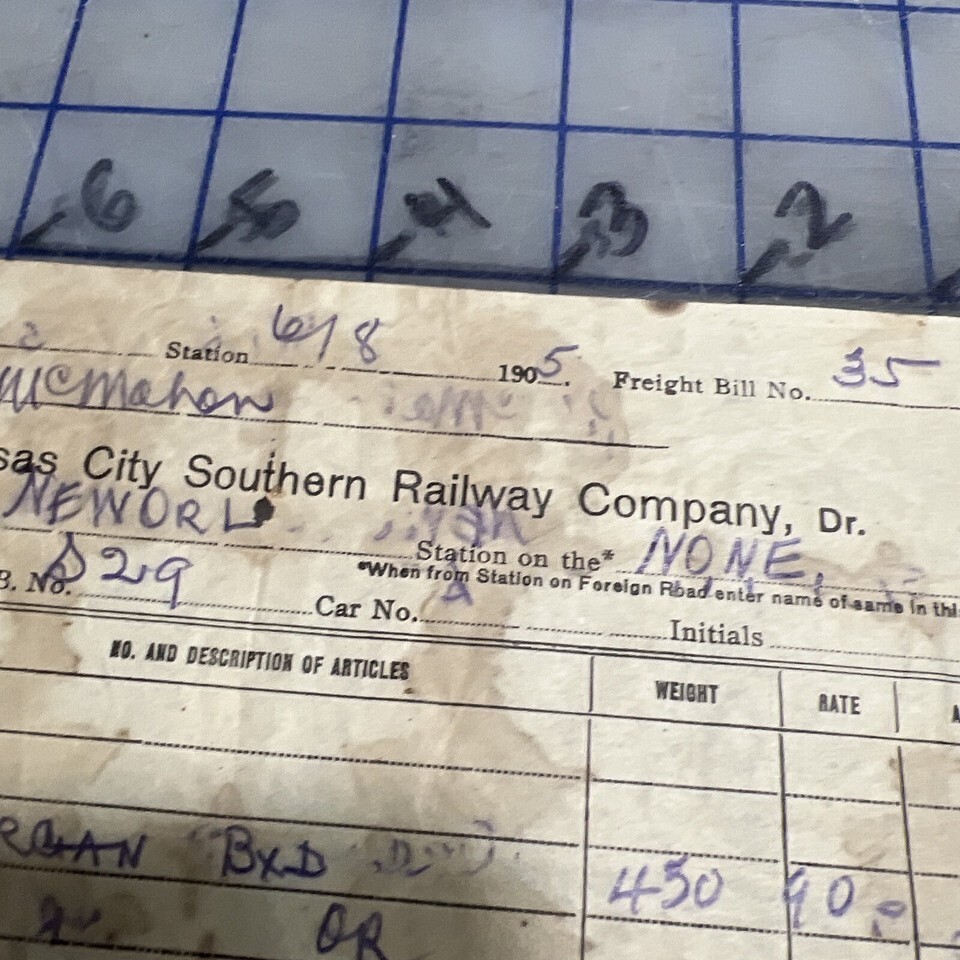 6 5 4 3 2
Station 6/8 1905. Freight Bill No. 35
McMahon
sas City Southern Railway Company, Dr.
NEWORL Station on the* NONE,
*When from Station on Foreign Road enter name of same in thi
B. No. 529 Car No. Initials
NO. AND DESCRIPTION OF ARTICLES WEIGHT RATE A
RGAN BXD
450 90
OR